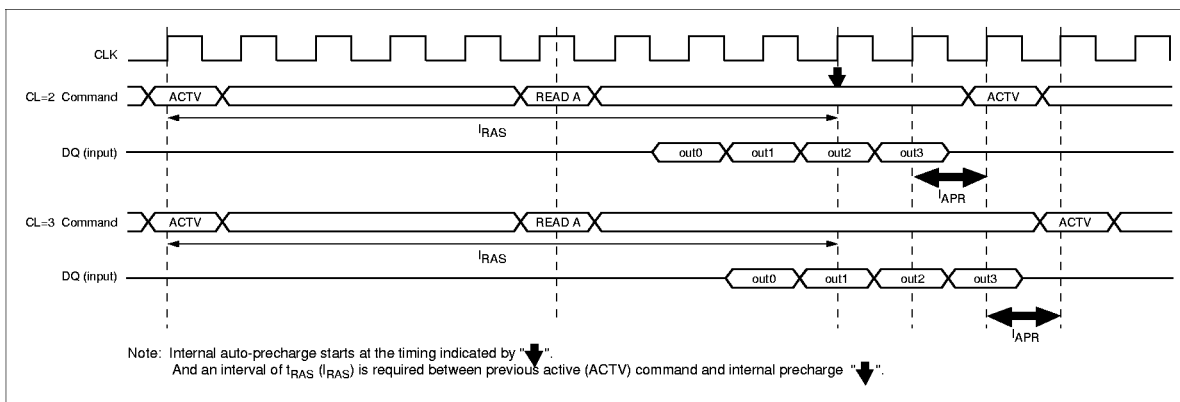 CLK
CL=2 Command
ACTV
READ A
ACTV
lRAS
DQ (input)
out0
out1
out2
out3
lAPR
CL=3 Command
ACTV
READ A
ACTV
lRAS
DQ (input)
out0
out1
out2
out3
lAPR
Note: Internal auto-precharge starts at the timing indicated by " ".
And an interval of tRAS (lRAS) is required between previous active (ACTV) command and internal precharge " ".